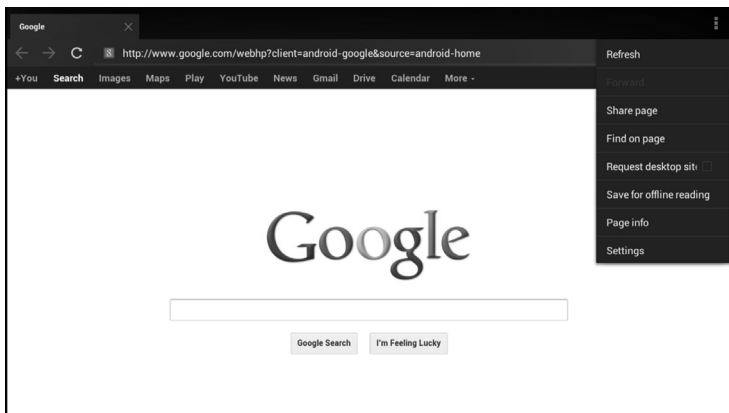 Google
http://www.google.com/webhp?client=android-google&source=android-home
+You Search Images Maps Play YouTube News Gmail Drive Calendar More
Refresh
Forward
Share page
Find on page
Request desktop sit
Save for offline reading
Page info
Settings
Google
Google Search I'm Feeling Lucky